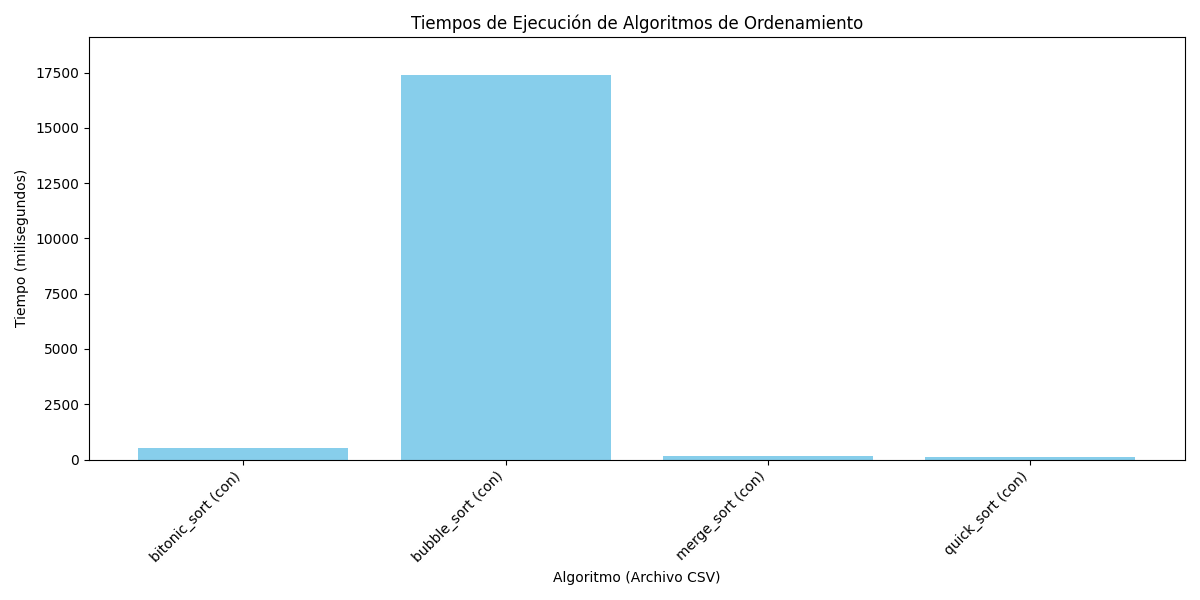 Tiempos de Ejecución de Algoritmos de Ordenamiento
Tiempo (milisegundos)
17500
15000
12500
10000
7500
5000
2500
0
bitonic_sort (con)
bubble_sort (con)
merge_sort (con)
quick_sort (con)
Algoritmo (Archivo CSV)